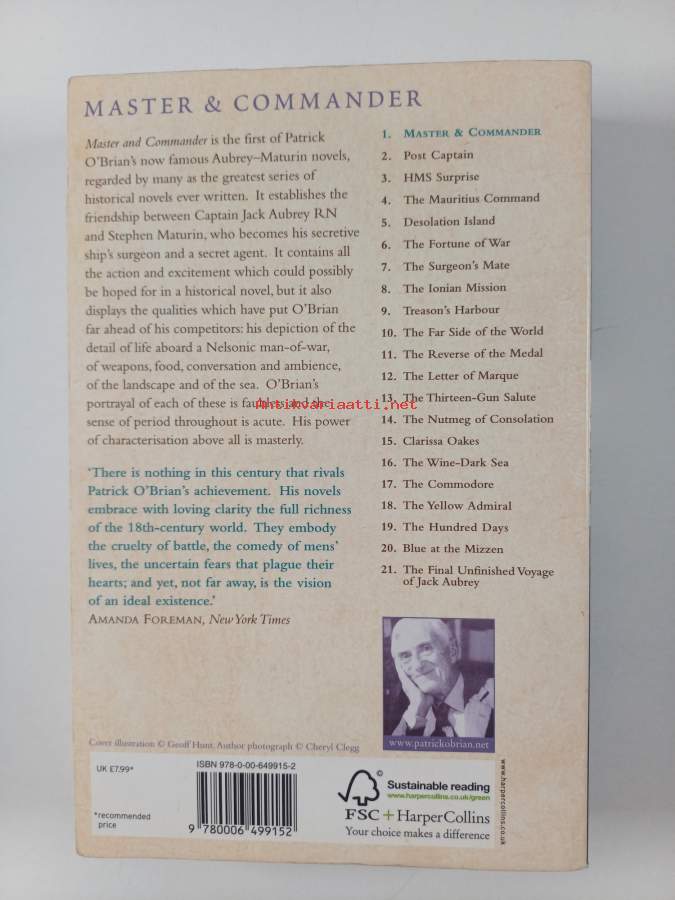 MASTER & COMMANDER
Master and Commander is the first of Patrick
O'Brian's now famous Aubrey–Maturin novels,
regarded by many as the greatest series of
historical novels ever written. It establishes the
friendship between Captain Jack Aubrey RN
and Stephen Maturin, who becomes his secretive
ship's surgeon and a secret agent. It contains all
the action and excitement which could possibly
be hoped for in a historical novel, but it also
displays the qualities which have put O'Brian
far ahead of his competitors: his depiction of the
detail of life aboard a Nelsonic man-of-war,
of weapons, food, conversation and ambience,
of the landscape and of the sea. O'Brian's
portrayal of each of these is faultless and the
sense of period throughout is acute. His power
of characterisation above all is masterly.
'There is nothing in this century that rivals
Patrick O'Brian's achievement. His novels
embrace with loving clarity the full richness
of the 18th-century world. They embody
the cruelty of battle, the comedy of mens'
lives, the uncertain fears that plague their
hearts; and yet, not far away, is the vision
of an ideal existence.'
AMANDA FOREMAN, New York Times
1. MASTER & COMMANDER
2. Post Captain
3. HMS Surprise
4. The Mauritius Command
5. Desolation Island
6. The Fortune of War
7. The Surgeon's Mate
8. The Ionian Mission
9. Treason's Harbour
10. The Far Side of the World
11. The Reverse of the Medal
12. The Letter of Marque
13. The Thirteen-Gun Salute
14. The Nutmeg of Consolation
15. Clarissa Oakes
16. The Wine-Dark Sea
17. The Commodore
18. The Yellow Admiral
19. The Hundred Days
20. Blue at the Mizzen
21. The Final Unfinished Voyage
of Jack Aubrey
Antikvariaatti.net
www.patrickobrian.net
Cover illustration © Geoff Hunt. Author photograph © Cheryl Clegg
UK £7.99*
*recommended
price
ISBN 978-0-00-649915-2
9 780006 499152
©
Sustainable reading
www.harpercollins.co.uk/green
FSC + HarperCollins
Your choice makes a difference
www.harpercollins.co.uk